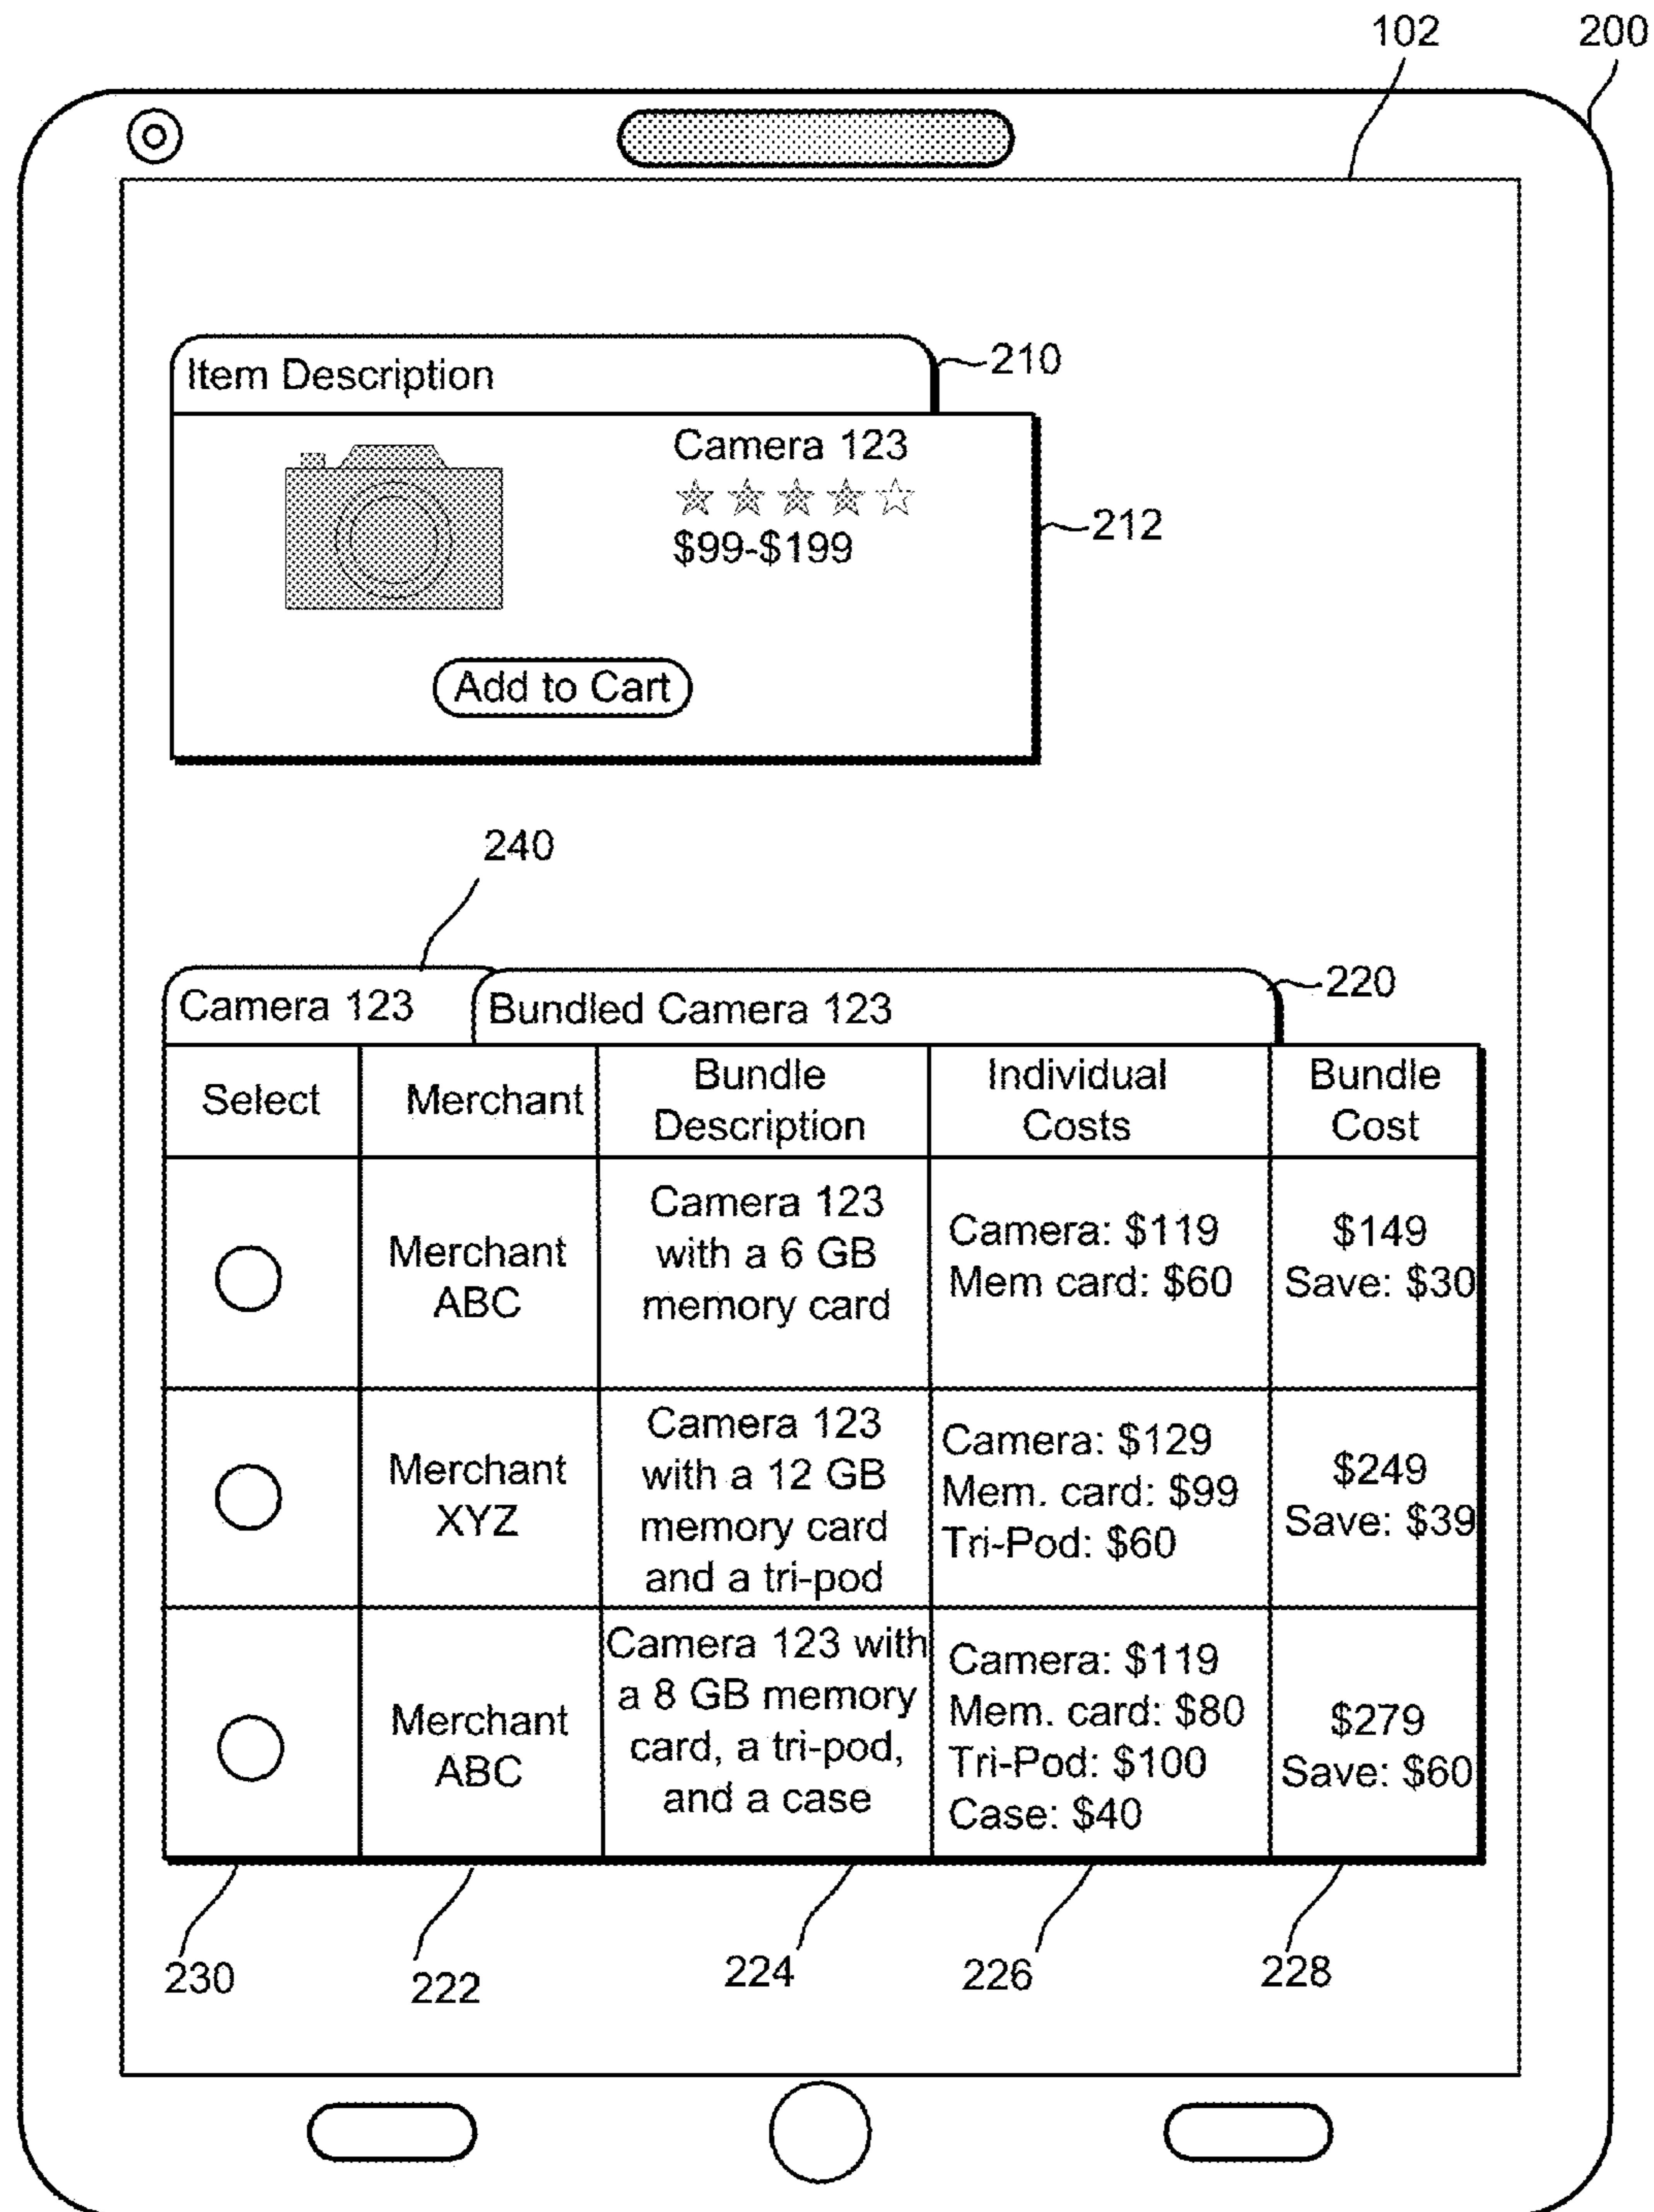 102
200
Item Description
210
Camera 123
$99-$199
212
Add to Cart
240
Camera 123
Bundled Camera 123
220
Select
Merchant
Bundle
Description
Individual
Costs
Bundle
Cost
Merchant
ABC
Camera 123
with a 6 GB
memory card
Camera: $119
Mem card: $60
$149
Save: $30
Merchant
XYZ
Camera 123
with a 12 GB
memory card
and a tri-pod
Camera: $129
Mem. card: $99
Tri-Pod: $60
$249
Save: $39
Merchant
ABC
Camera 123 with
a 8 GB memory
card, a tri-pod,
and a case
Camera: $119
Mem. card: $80
Tri-Pod: $100
Case: $40
$279
Save: $60
230
222
224
226
228